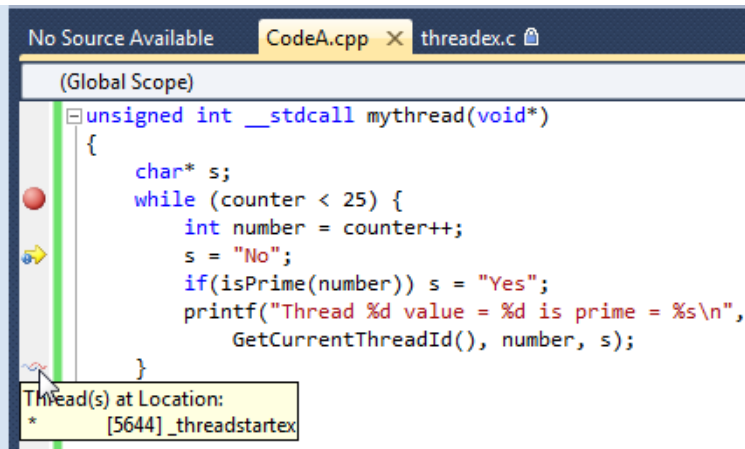 No Source Available CodeA.cpp threadex.c
(Global Scope)
unsigned int __stdcall mythread(void*)
{
char* s;
while (counter < 25) {
int number = counter++;
s = "No";
if(isPrime(number)) s = "Yes";
printf("Thread %d value = %d is prime = %s\n",
GetCurrentThreadId(), number, s);
}
Thread(s) at Location:
* [5644] _threadstartex